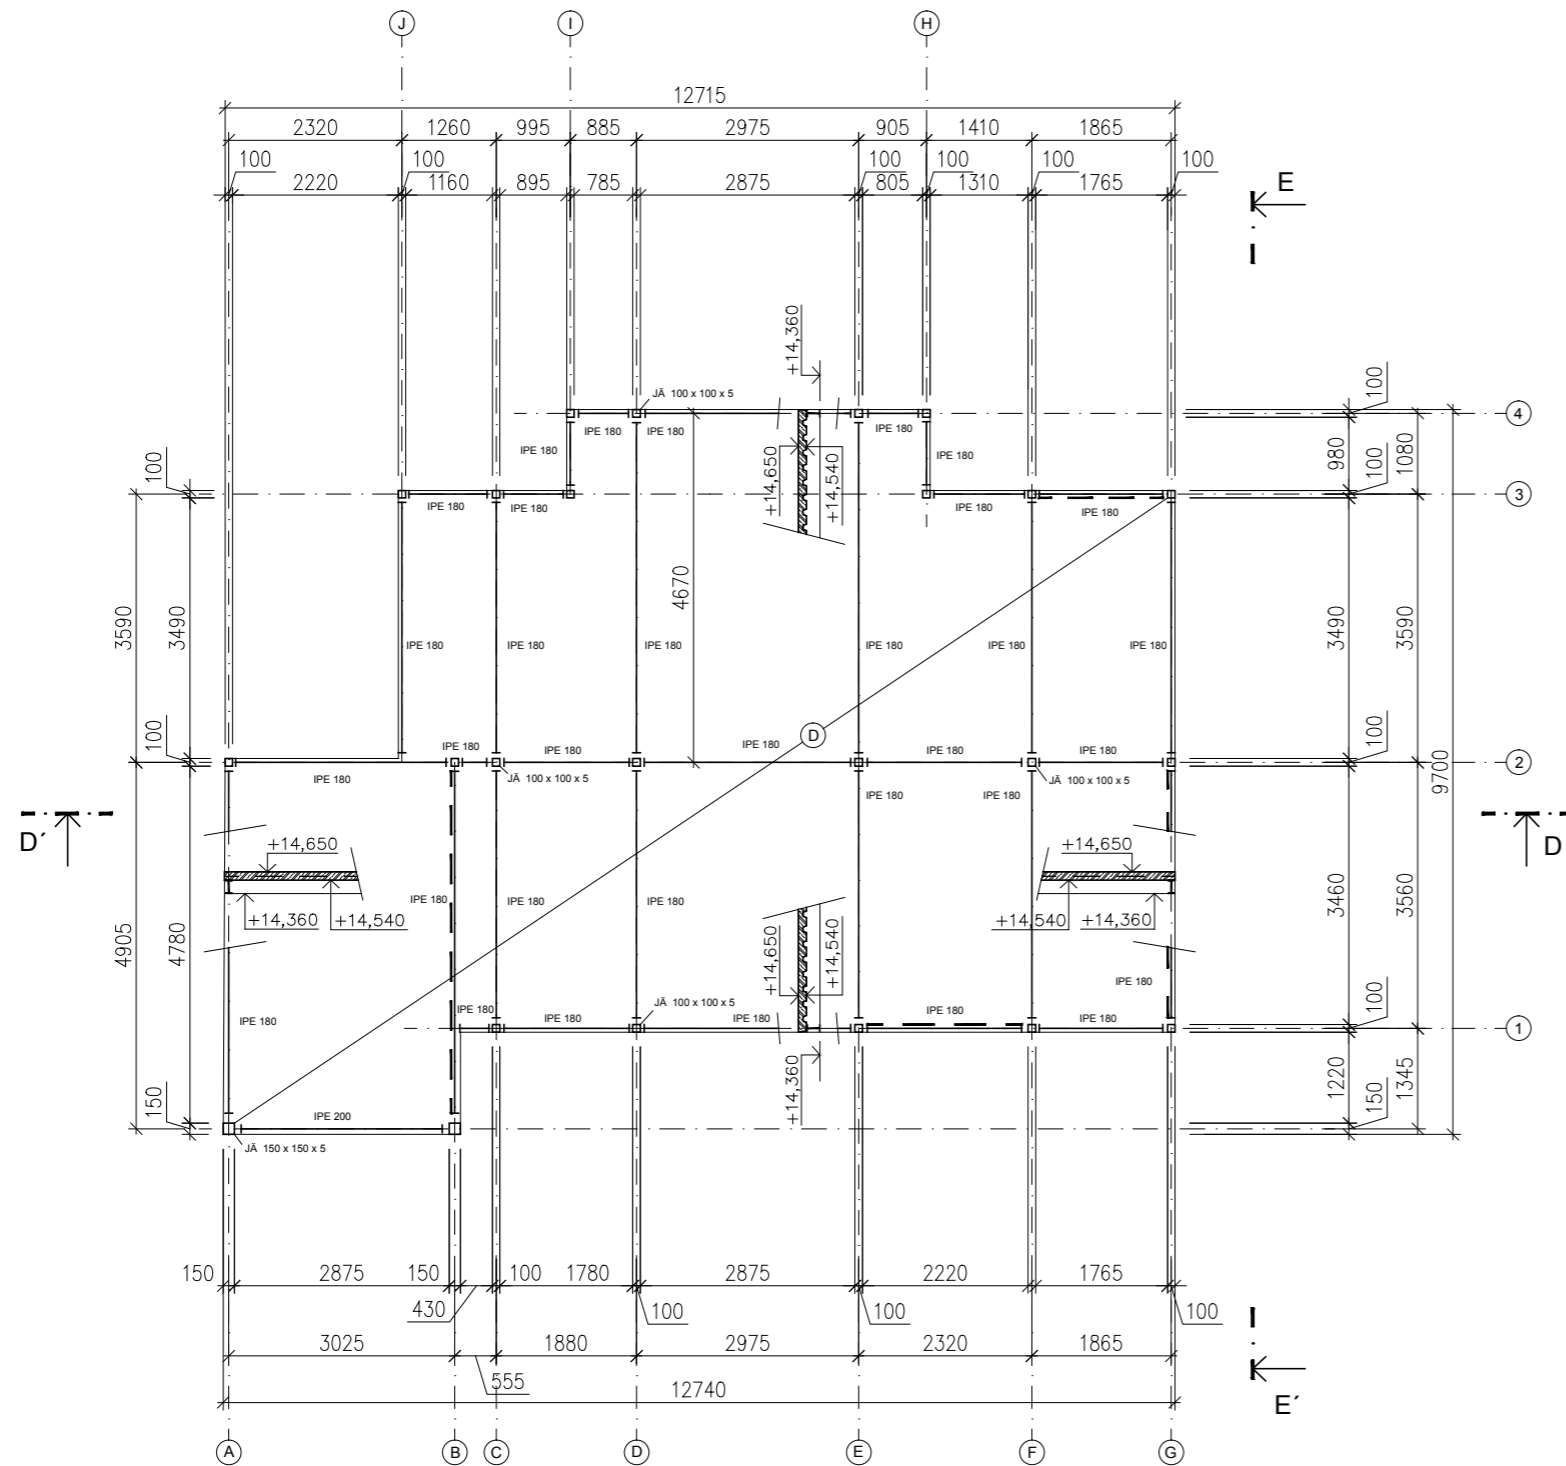 J I H
12715
2320 1260 995 885 2975 905 1410 1865
100 100 100 100 100 100
2220 1160 895 785 2875 805 1310 1765
E
+14,360
JÄ 100 x 100 x 5
100
4
IPE 180 IPE 180 IPE 180
IPE 180 IPE 180
980 100 1080
+14,650 +14,540
100
3
IPE 180 IPE 180 IPE 180 IPE 180
4670
3590 3490
3490 3590
IPE 180 IPE 180 IPE 180 IPE 180 IPE 180 IPE 180
9700
100 100
D
IPE 180 IPE 180 IPE 180 IPE 180 IPE 180
2
IPE 180 JÄ 100 x 100 x 5 JÄ 100 x 100 x 5
IPE 180 IPE 180
D´ D
+14,650 +14,650
4905 4780
3460 3560
IPE 180 IPE 180 IPE 180
+14,360 +14,540 +14,540 +14,360
+14,650 +14,540
IPE 180
JÄ 100 x 100 x 5
100
IPE 180 IPE 180 IPE 180 IPE 180 IPE 180 IPE 180
1
+14,360
1220 150 1345
150
IPE 200
JÄ 150 x 150 x 5
150 2875 150 100 1780 2875 2220 1765
430 100 100 100
3025 1880 2975 2320 1865
555
12740
E´
A B C D E F G